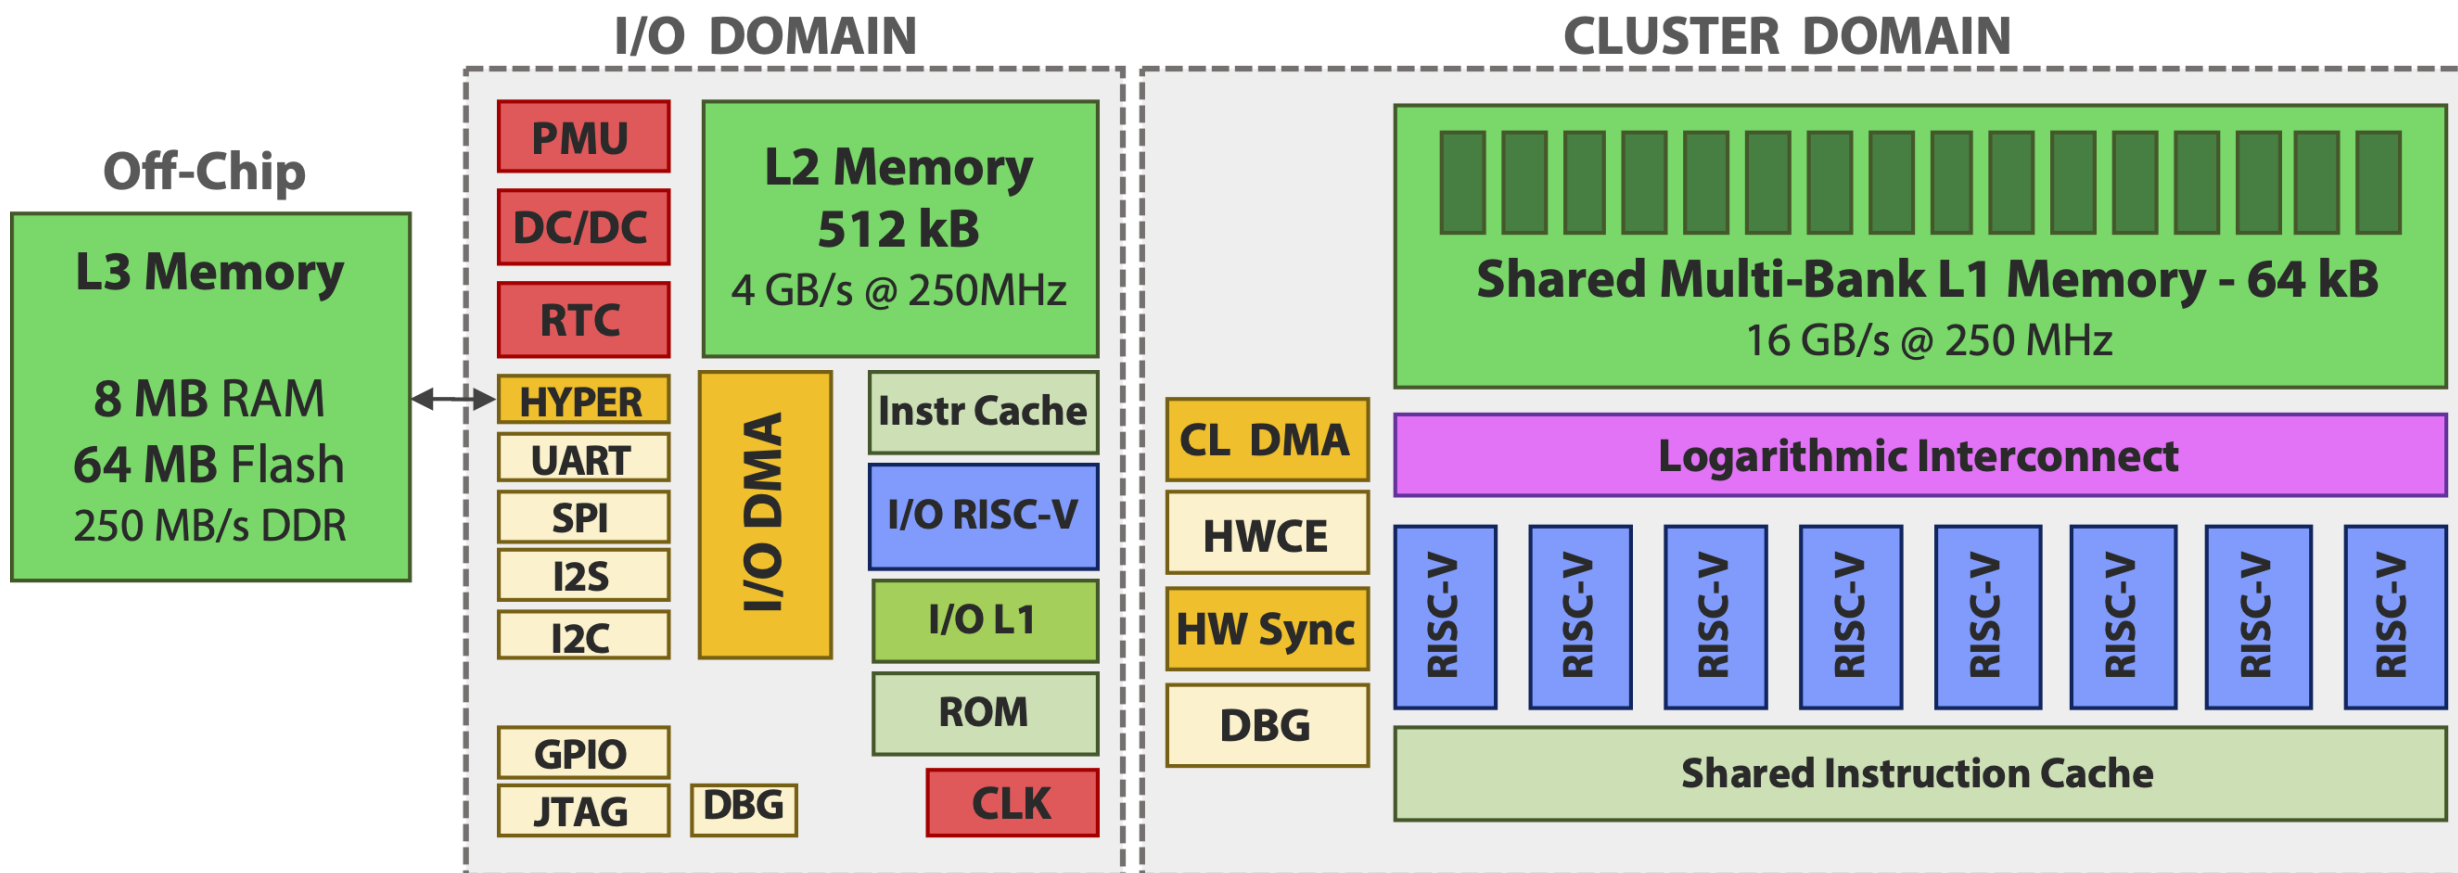 I/O DOMAIN
CLUSTER DOMAIN
Off-Chip
L3 Memory
8 MB RAM
64 MB Flash
250 MB/s DDR
PMU
DC/DC
RTC
HYPER
UART
SPI
I2S
I2C
GPIO
JTAG
DBG
L2 Memory
512 kB
4 GB/s @ 250MHz
I/O DMA
Instr Cache
I/O RISC-V
I/O L1
ROM
CLK
CL DMA
HWCE
HW Sync
DBG
Shared Multi-Bank L1 Memory - 64 kB
16 GB/s @ 250 MHz
Logarithmic Interconnect
RISC-V
RISC-V
RISC-V
RISC-V
RISC-V
RISC-V
RISC-V
RISC-V
Shared Instruction Cache